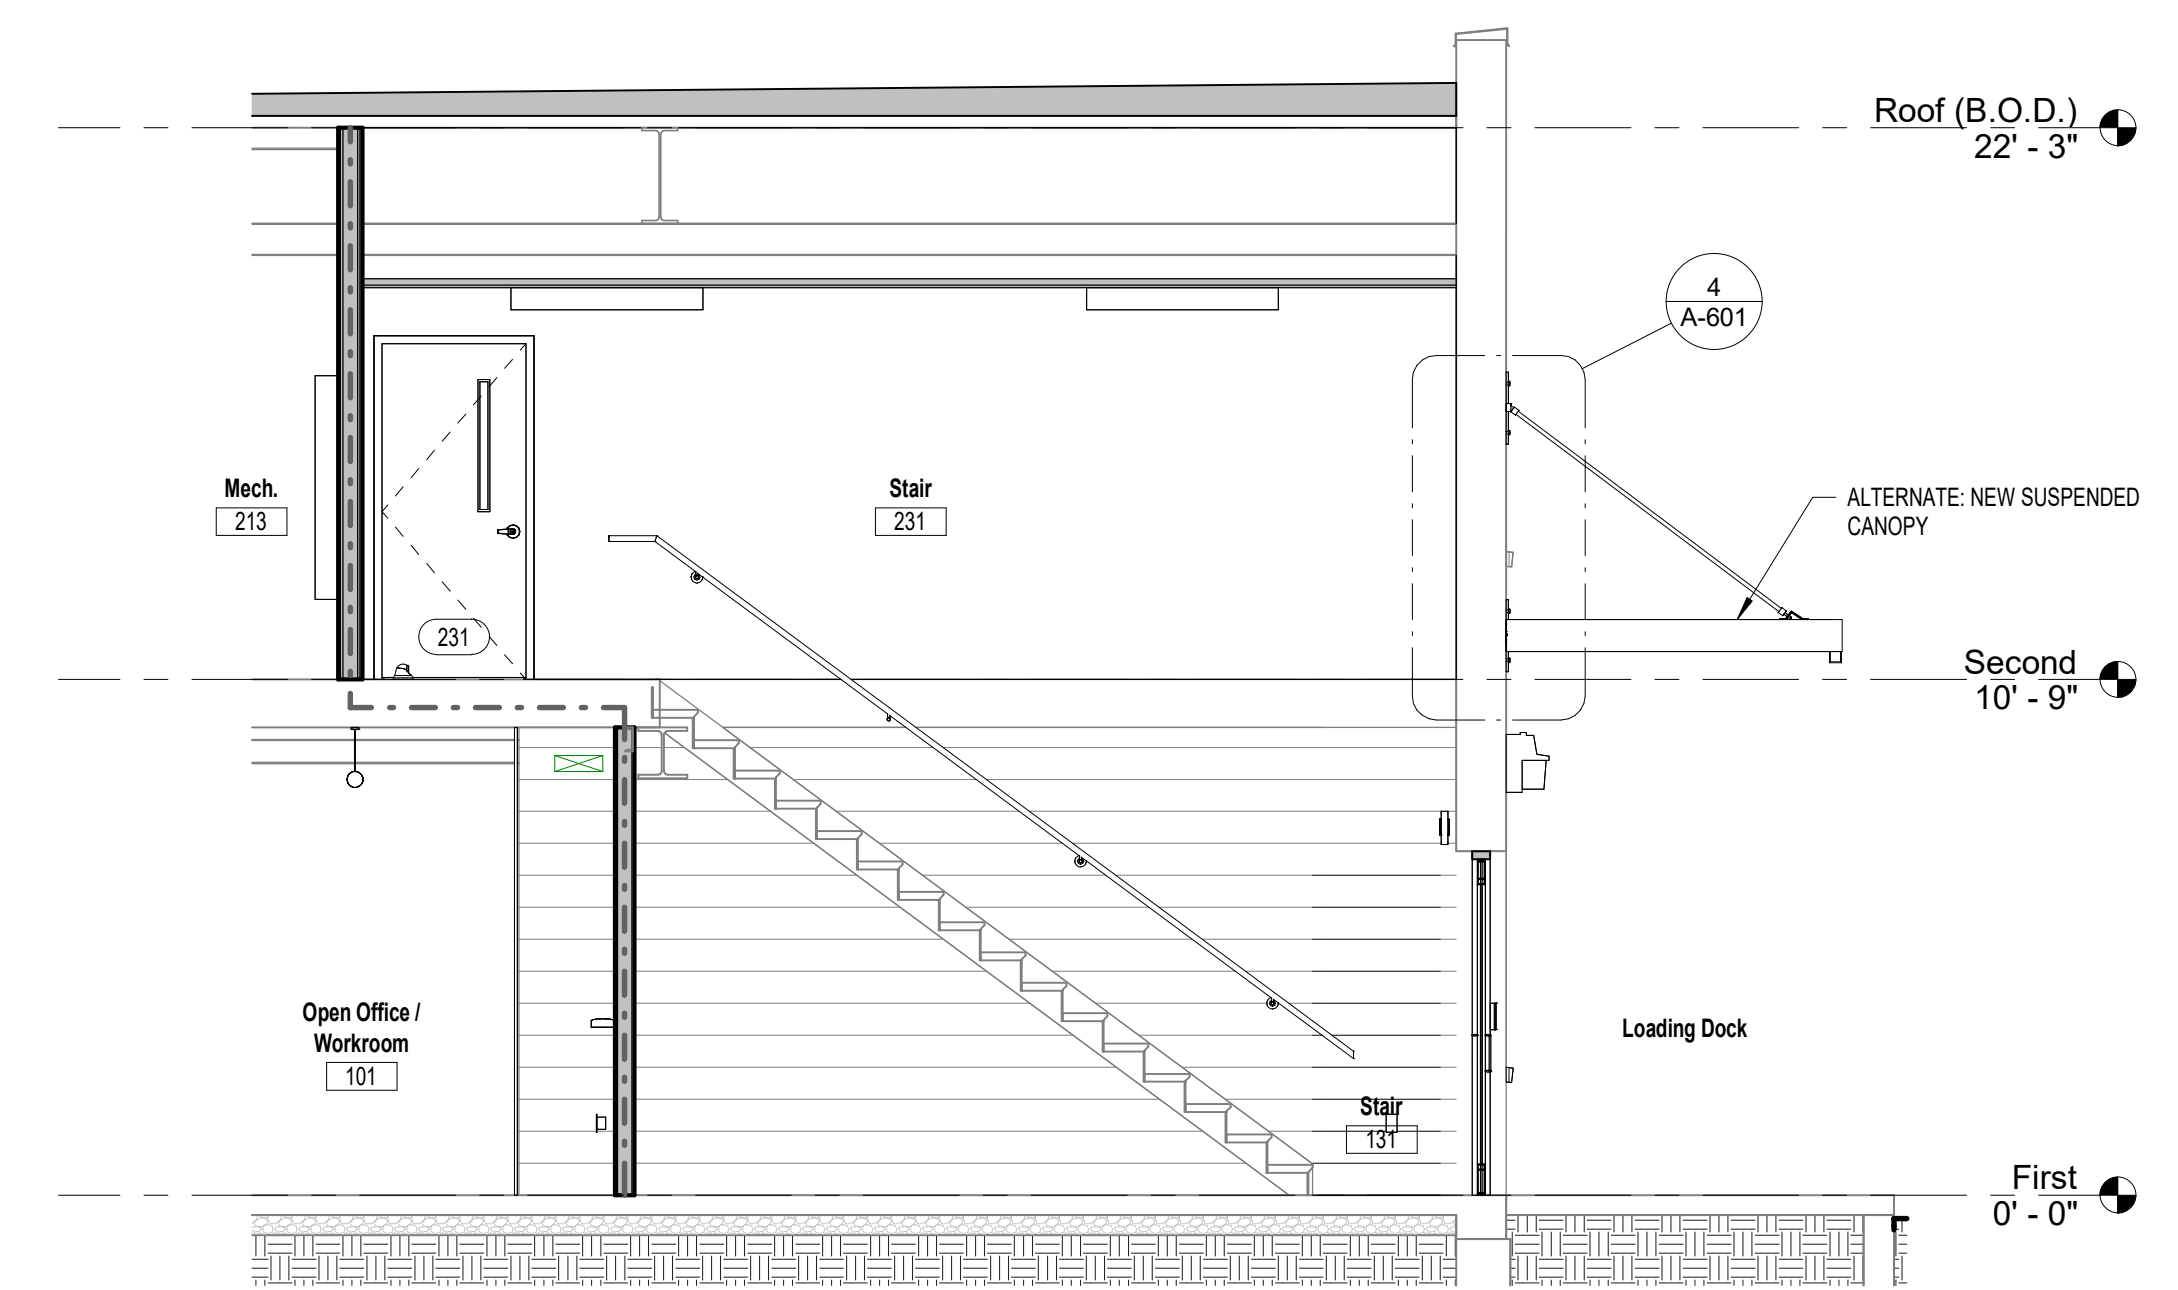 Roof (B.O.D.)
22' - 3"
4
A-601
Mech.
213
Stair
231
ALTERNATE: NEW SUSPENDED
CANOPY
231
Second
10' - 9"
Open Office /
Workroom
101
Loading Dock
Stair
131
First
0' - 0"